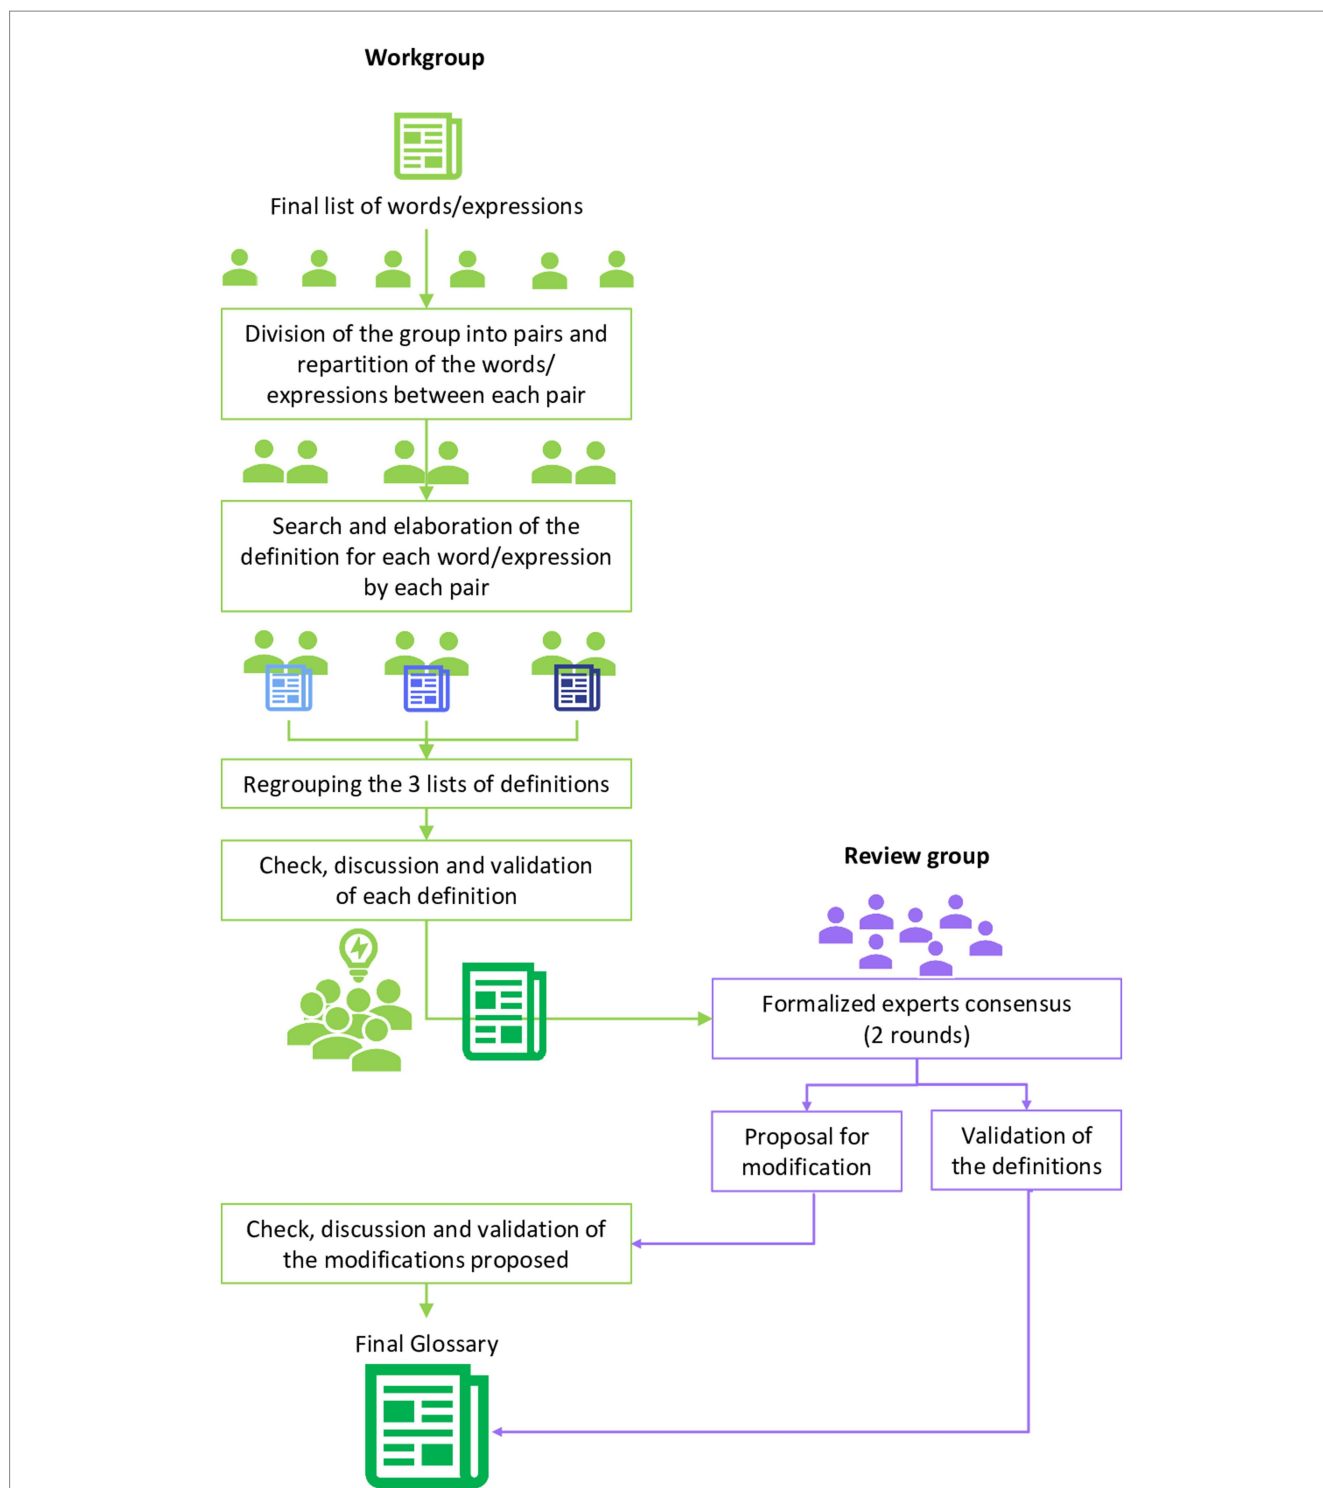 Workgroup
Final list of words/expressions
Division of the group into pairs and
repartition of the words/
expressions between each pair
Search and elaboration of the
definition for each word/expression
by each pair
Regrouping the 3 lists of definitions
Check, discussion and validation
of each definition
Review group
Formalized experts consensus
(2 rounds)
Proposal for
modification
Validation of
the definitions
Check, discussion and validation of
the modifications proposed
Final Glossary